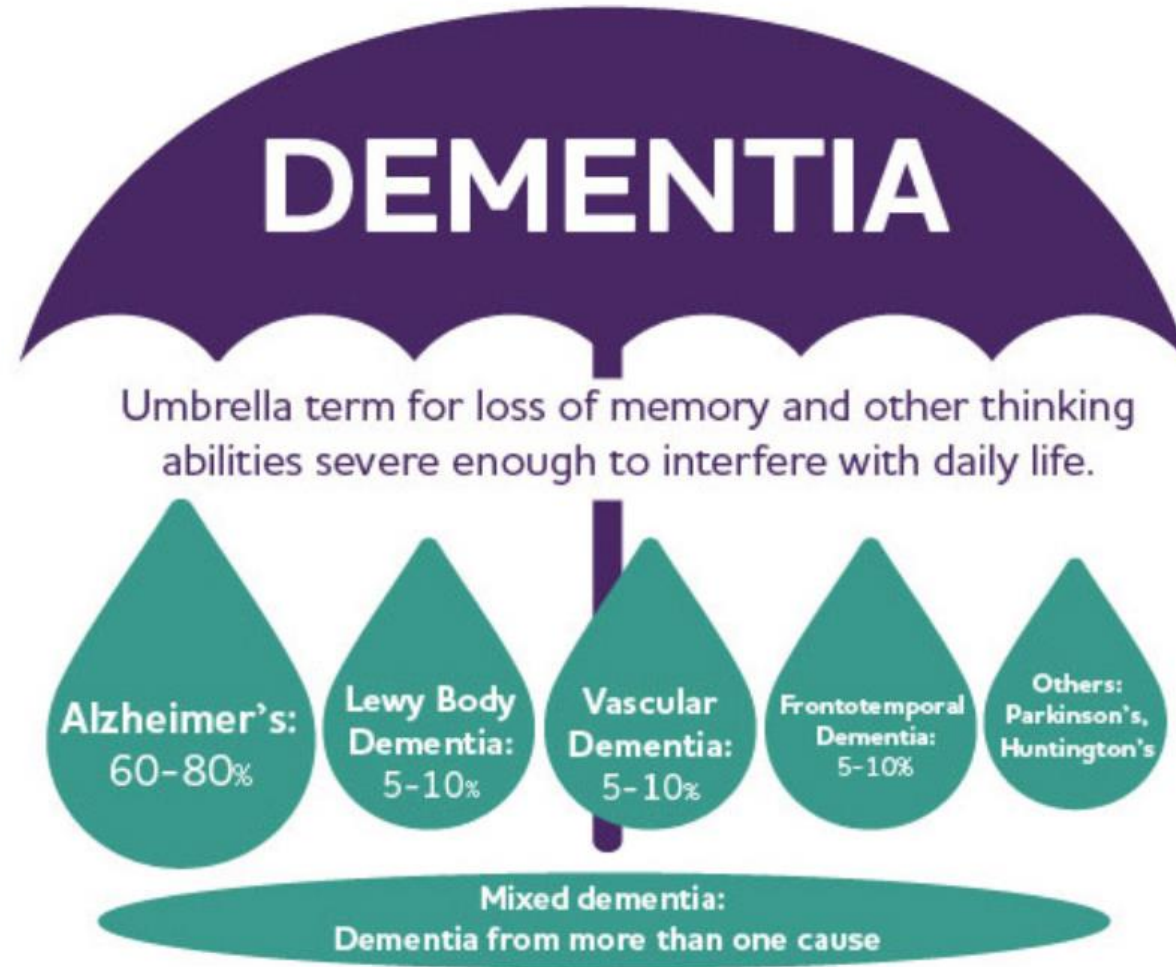 DEMENTIA
Umbrella term for loss of memory and other thinking
abilities severe enough to interfere with daily life.
Alzheimer's:
60-80%
Lewy Body
Dementia:
5-10%
Vascular
Dementia:
5-10%
Frontotemporal
Dementia:
5-10%
Others:
Parkinson's,
Huntington's
Mixed dementia:
Dementia from more than one cause